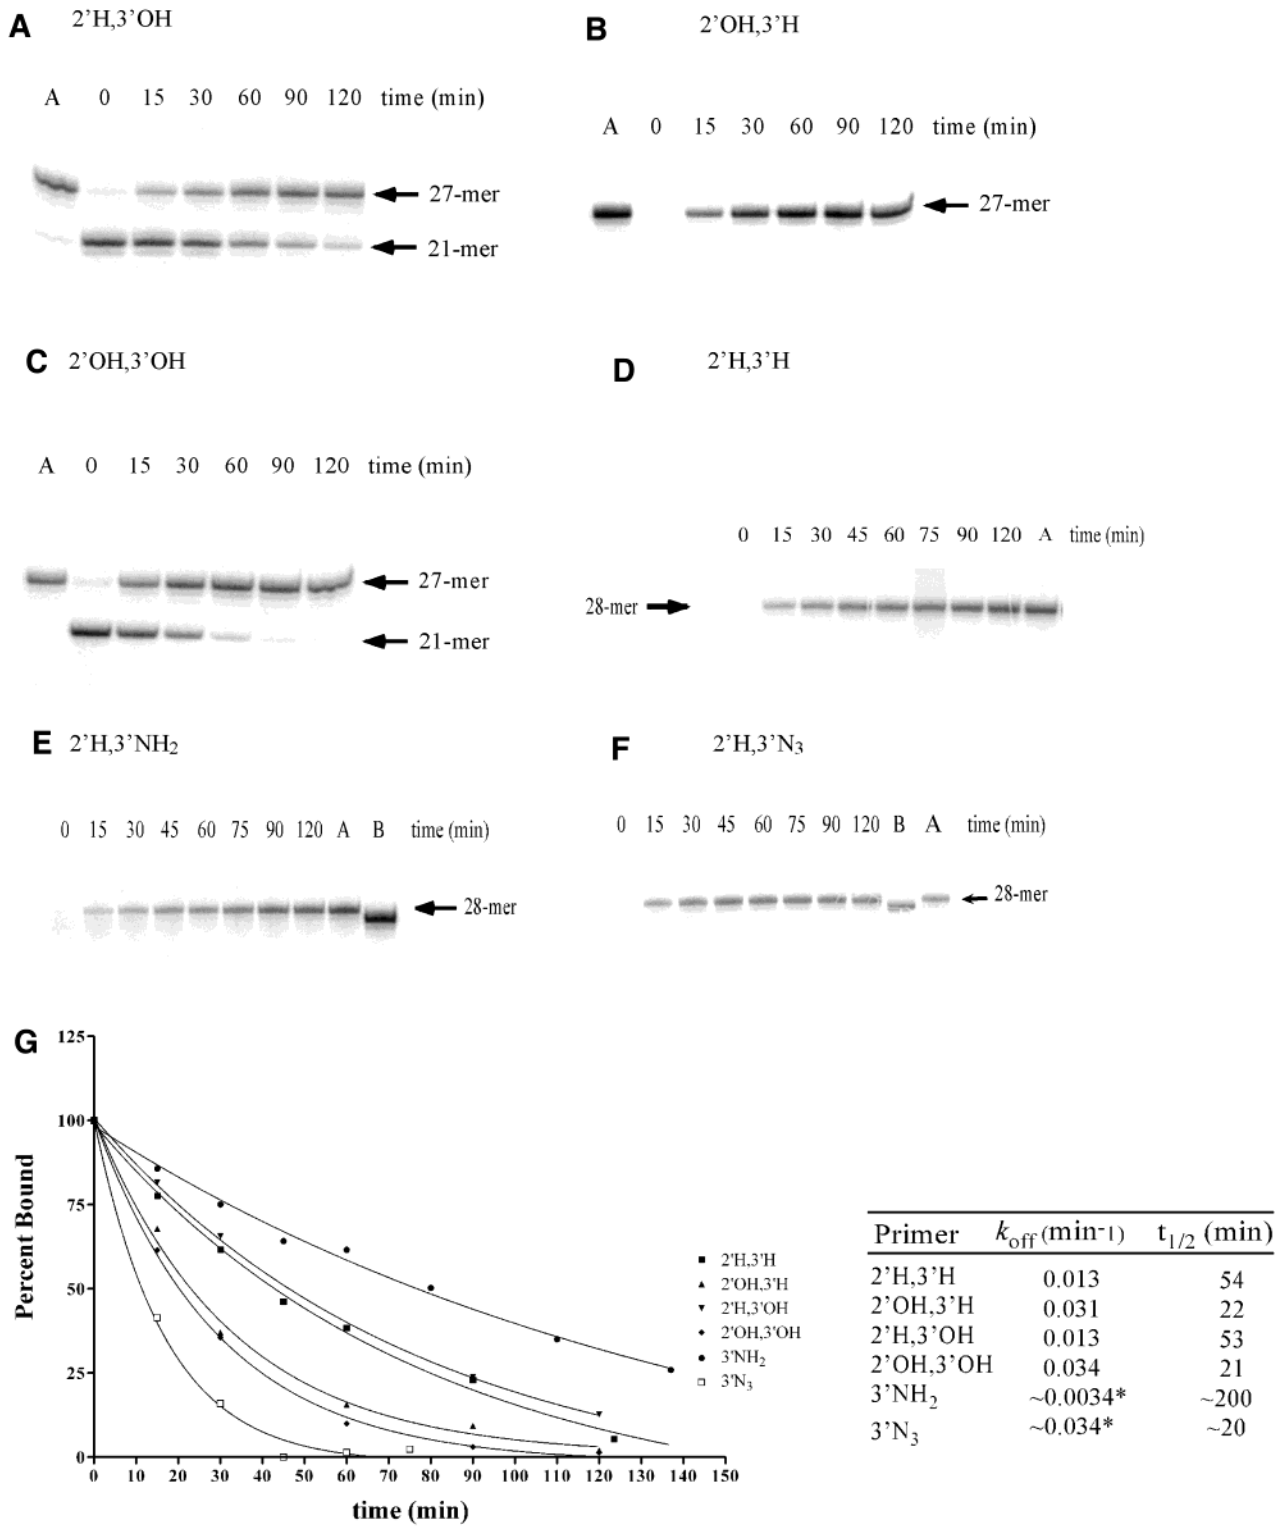 A 2'H,3'OH
A 0 15 30 60 90 120 time (min)
27-mer
21-mer
B 2'OH,3'H
A 0 15 30 60 90 120 time (min)
27-mer
C 2'OH,3'OH
A 0 15 30 60 90 120 time (min)
27-mer
21-mer
D 2'H,3'H
0 15 30 45 60 75 90 120 A time (min)
28-mer
E 2'H,3'NH2
0 15 30 45 60 75 90 120 A B time (min)
28-mer
F 2'H,3'N3
0 15 30 45 60 75 90 120 B A time (min)
28-mer
G
Percent Bound
125
100
75
50
25
0
0 10 20 30 40 50 60 70 80 90 100 110 120 130 140 150
time (min)
2'H,3'H
2'OH,3'H
2'H,3'OH
2'OH,3'OH
3'NH2
3'N3
Primer koff (min-1) t1/2 (min)
2'H,3'H 0.013 54
2'OH,3'H 0.031 22
2'H,3'OH 0.013 53
2'OH,3'OH 0.034 21
3'NH2 ~0.0034* ~200
3'N3 ~0.034* ~20